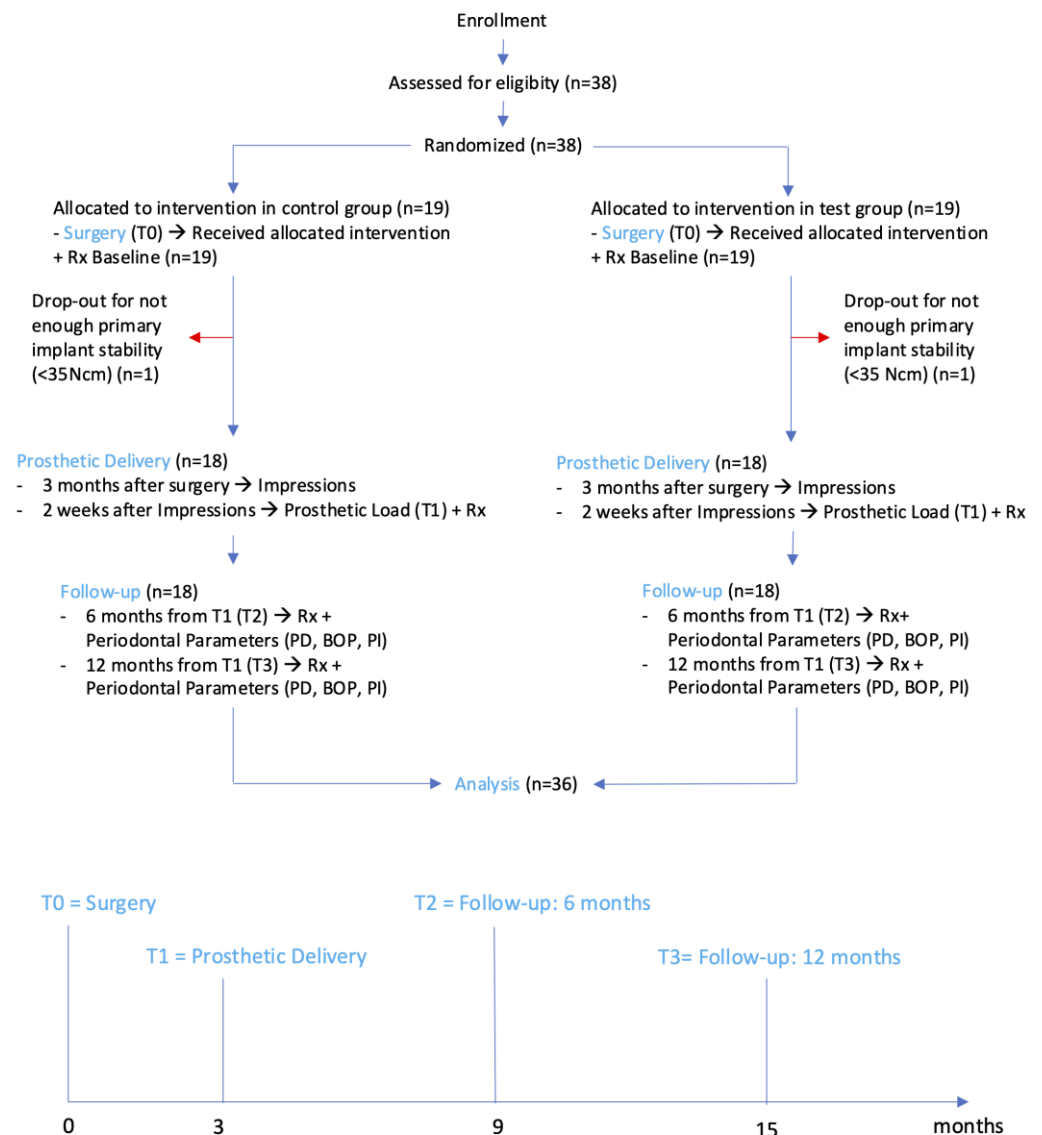 Enrollment
Assessed for eligibity (n=38)
Randomized (n=38)
Allocated to intervention in control group (n=19)
- Surgery (T0) → Received allocated intervention
+ Rx Baseline (n=19)
Allocated to intervention in test group (n=19)
- Surgery (T0) → Received allocated intervention
+ Rx Baseline (n=19)
Drop-out for not
enough primary
implant stability
(<35Ncm) (n=1)
Drop-out for not
enough primary
implant stability
(<35 Ncm) (n=1)
Prosthetic Delivery (n=18)
- 3 months after surgery → Impressions
- 2 weeks after Impressions → Prosthetic Load (T1) + Rx
Prosthetic Delivery (n=18)
- 3 months after surgery → Impressions
- 2 weeks after Impressions → Prosthetic Load (T1) + Rx
Follow-up (n=18)
- 6 months from T1 (T2) → Rx +
Periodontal Parameters (PD, BOP, PI)
- 12 months from T1 (T3) → Rx +
Periodontal Parameters (PD, BOP, PI)
Follow-up (n=18)
- 6 months from T1 (T2) → Rx+
Periodontal Parameters (PD, BOP, PI)
- 12 months from T1 (T3) → Rx +
Periodontal Parameters (PD, BOP, PI)
Analysis (n=36)
T0 = Surgery
T2 = Follow-up: 6 months
T1 = Prosthetic Delivery
T3= Follow-up: 12 months
0 3 9 15 months